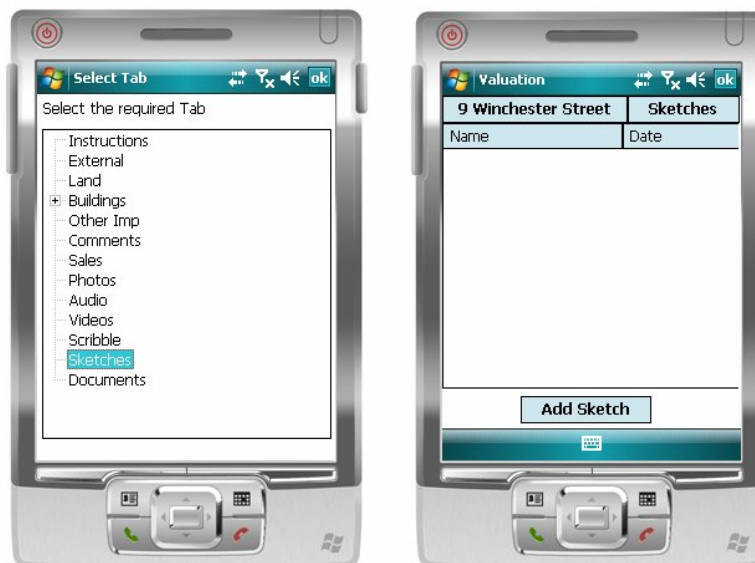 Select Tab
ok
Select the required Tab
Instructions
External
Land
Buildings
Other Imp
Comments
Sales
Photos
Audio
Videos
Scribble
Sketches
Documents
Valuation
ok
9 Winchester Street
Sketches
Name
Date
Add Sketch